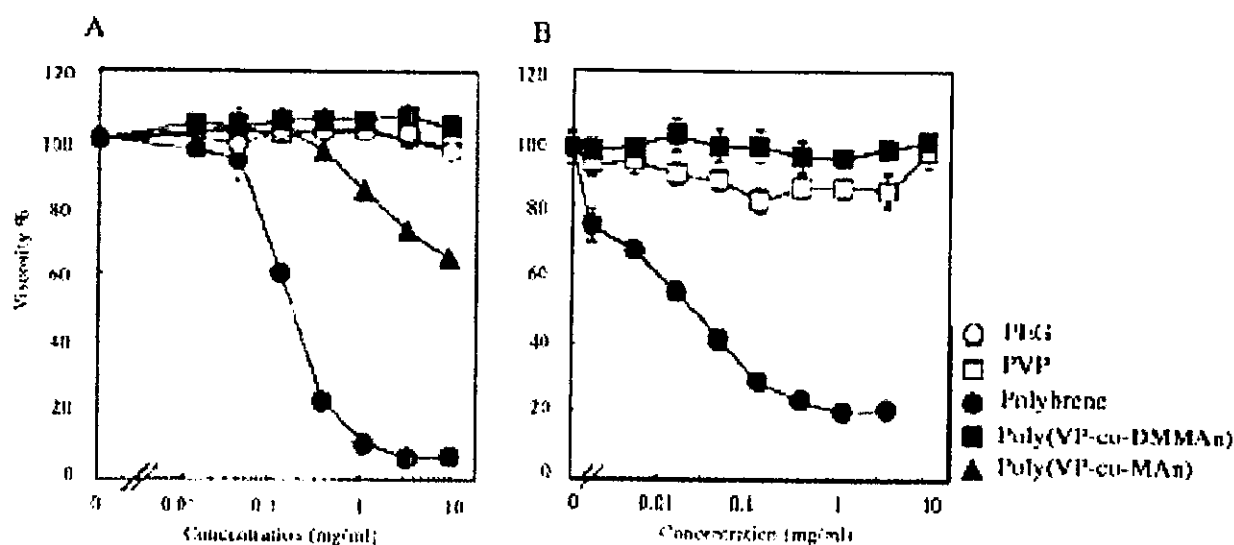 A B
120 120
100 100
80 80
60 60
40 40
20 20
0 0
Viscosity %
0 0.01 0.1 1 10
0 0.01 0.1 1 10
Concentration (mg/ml) Concentration (mg/ml)
PEG
PVP
Polybrene
Poly(VP-co-DMMAn)
Poly(VP-co-MAn)